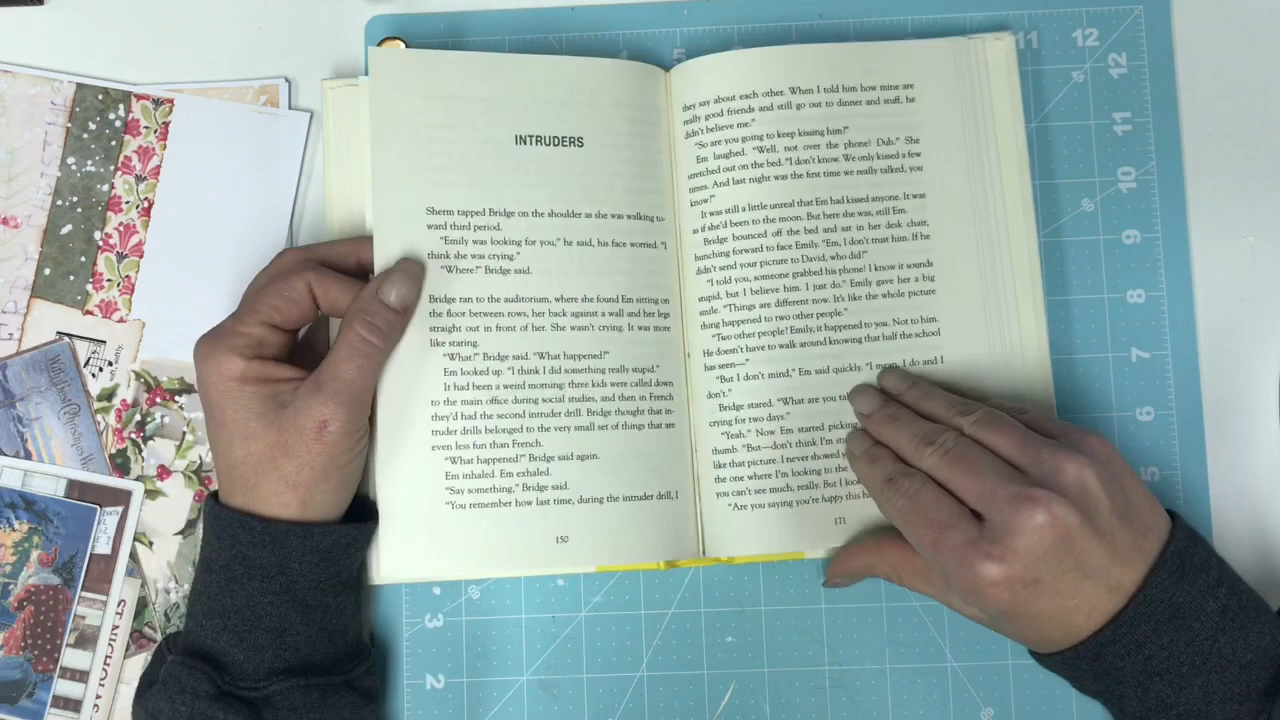 INTRUDERS
Sherm tapped Bridge on the shoulder as she was walking to-
ward third period.
"Emily was looking for you," he said, his face worried. "I
think she was crying."
"Where?" Bridge said.
Bridge ran to the auditorium, where she found Em sitting on
the floor between rows, her back against a wall and her legs
straight out in front of her. She wasn't crying. It was more
like staring.
"What?" Bridge said. "What happened?"
Em looked up. "I think I did something really stupid."
It had been a weird morning: three kids were called down
to the main office during social studies, and then in French
they'd had the second intruder drill. Bridge thought that in-
truder drills belonged to the very small set of things that are
even less fun than French.
"What happened?" Bridge said again.
Em inhaled. Em exhaled.
"Say something," Bridge said.
"You remember how last time, during the intruder drill, I
150
they say about each other. When I told him how mine are
really good friends and still go out to dinner and stuff, he
didn't believe me."
"So are you going to keep kissing him?"
Em laughed. "Well, not over the phone! Duh." She
stretched out on the bed. "I don't know. We only kissed a few
times. And last night was the first time we really talked, you
know?"
It was still a little unreal that Em had kissed anyone. It was
as if she'd been to the moon. But here she was, still Em.
Bridge bounced off the bed and sat in her desk chair,
hunching forward to face Emily. "Em, I don't trust him. If he
didn't send your picture to David, who did?"
"I told you, someone grabbed his phone! I know it sounds
stupid, but I believe him. I just do." Emily gave her a big
smile. "Things are different now. It's like the whole picture
thing happened to two other people."
"Two other people? Emily, it happened to you. Not to him.
He doesn't have to walk around knowing that half the school
has seen—"
"But I don't mind," Em said quickly. "I mean, I do and I
don't."
Bridge stared. "What are you
crying for two days."
"Yeah." Now Em started picking
thumb. "But—don't think I'm
like that picture. I never showed
the one where I'm looking to the
you can't see much, really. But I
"Are you saying you're happy this
171
12
11
10
9
8
7
6
5
3
2
11
12
5
60
ST. NICHOLAS
oft, softly.